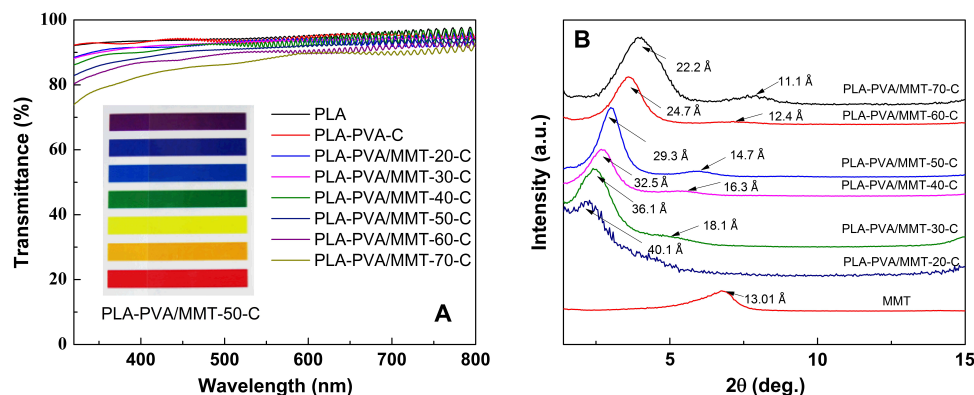 100
80
60
40
20
0
Transmittance (%)
400
500
600
700
800
Wavelength (nm)
PLA
PLA-PVA-C
PLA-PVA/MMT-20-C
PLA-PVA/MMT-30-C
PLA-PVA/MMT-40-C
PLA-PVA/MMT-50-C
PLA-PVA/MMT-60-C
PLA-PVA/MMT-70-C
PLA-PVA/MMT-50-C
A
B
Intensity (a.u.)
22.2 Å
11.1 Å
PLA-PVA/MMT-70-C
24.7 Å
12.4 Å
PLA-PVA/MMT-60-C
29.3 Å
14.7 Å
PLA-PVA/MMT-50-C
32.5 Å
16.3 Å
PLA-PVA/MMT-40-C
36.1 Å
18.1 Å
PLA-PVA/MMT-30-C
40.1 Å
PLA-PVA/MMT-20-C
13.01 Å
MMT
5
10
15
2θ (deg.)